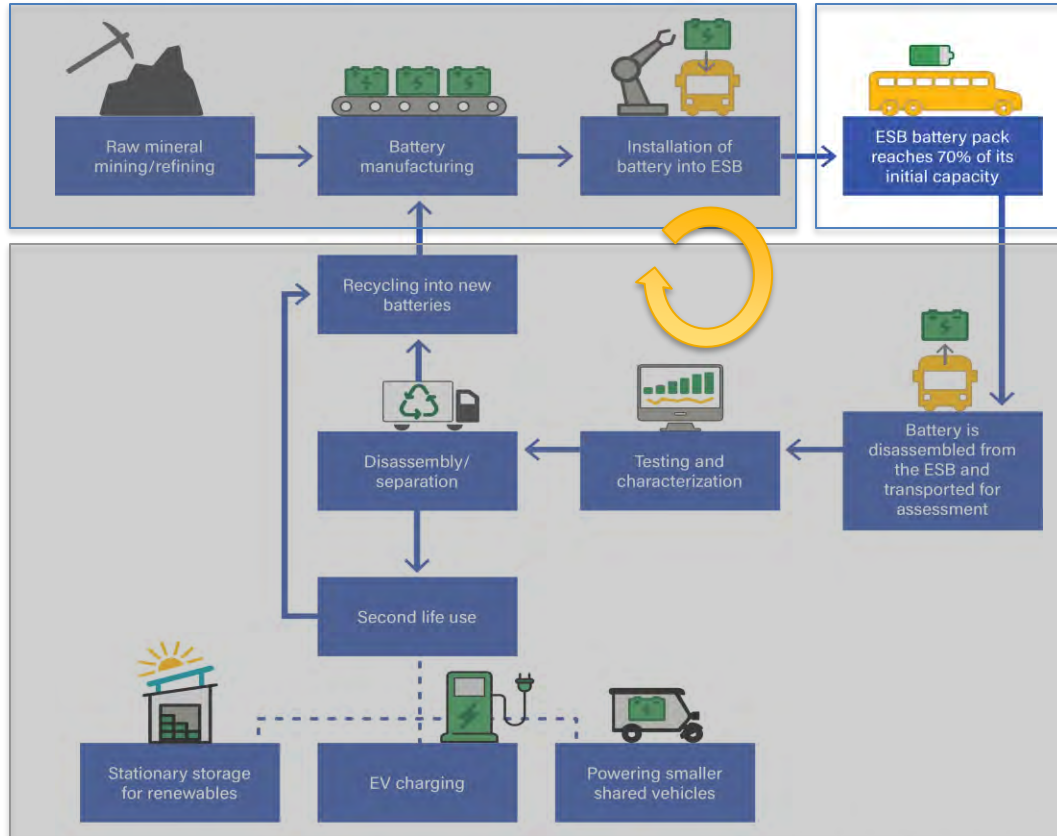 Raw mineral
mining/refining
Battery
manufacturing
Installation of
battery into ESB
ESB battery pack
reaches 70% of its
initial capacity
Recycling into new
batteries
Disassembly/
separation
Testing and
characterization
Battery is
disassembled from
the ESB and
transported for
assessment
Second life use
Stationary storage
for renewables
EV charging
Powering smaller
shared vehicles